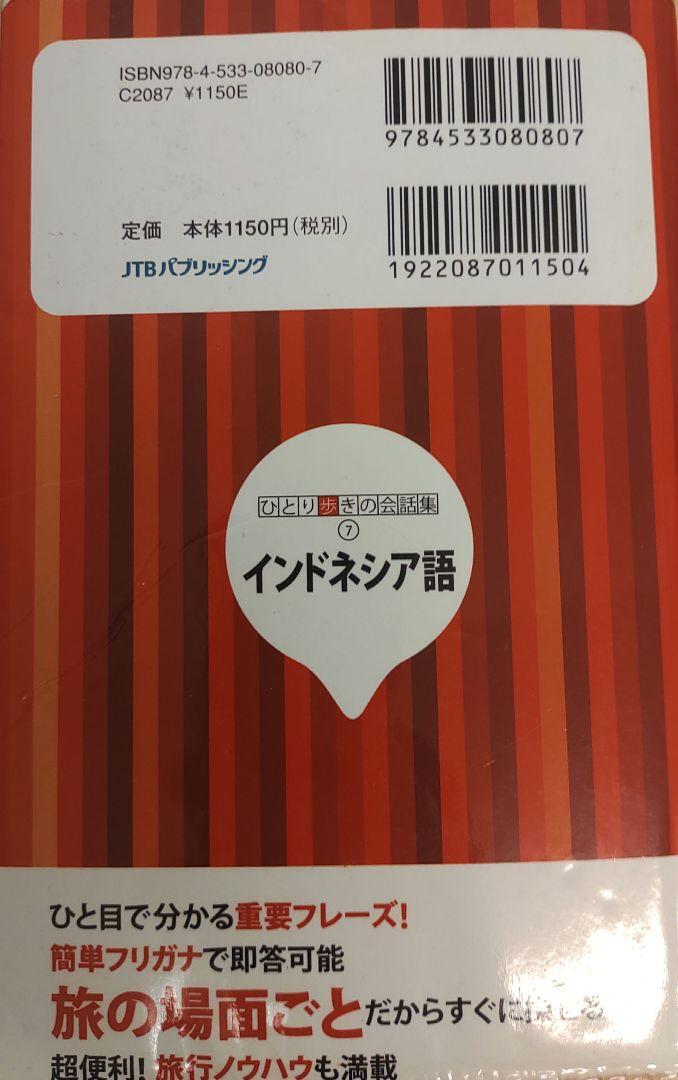 ISBN978-4-533-08080-7
C2087 ¥1150E
9784533080807
定価 本体1150円(税別)
JTBパブリッシング
1922087011504
ひとり歩きの会話集
⑦
インドネシア語
ひと目で分かる重要フレーズ!
簡単フリガナで即答可能
旅の場面ごとだからすぐに探せる
超便利!旅行ノウハウも満載